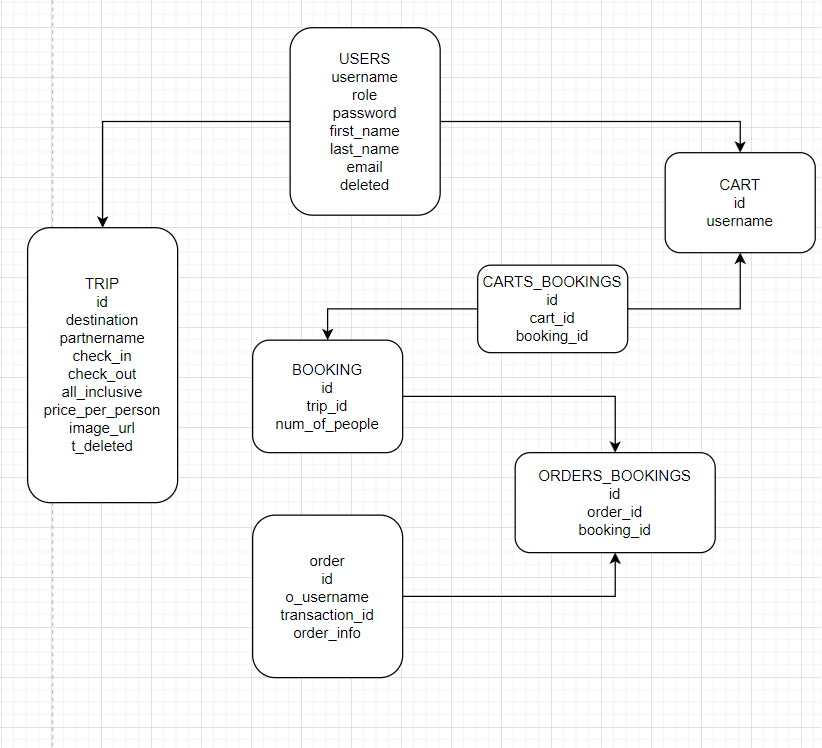 USERS
username
role
password
first_name
last_name
email
deleted
CART
id
username
TRIP
id
destination
partnername
check_in
check_out
all_inclusive
price_per_person
image_url
t_deleted
CARTS_BOOKINGS
id
cart_id
booking_id
BOOKING
id
trip_id
num_of_people
ORDERS_BOOKINGS
id
order_id
booking_id
order
id
o_username
transaction_id
order_info